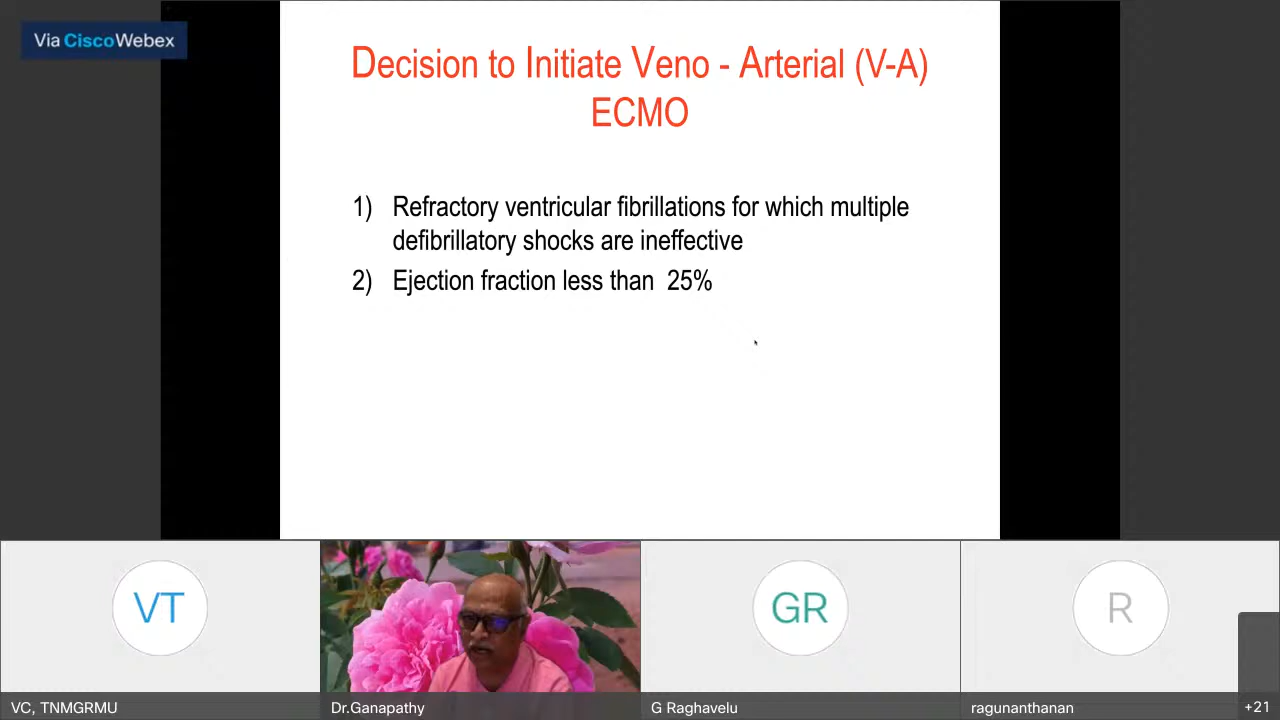 Via CiscoWebex
Decision to Initiate Veno - Arterial (V-A)
ECMO
1) Refractory ventricular fibrillations for which multiple
defibrillatory shocks are ineffective
2) Ejection fraction less than 25%
VT
GR
R
VC, TNMGRMU
Dr.Ganapathy
G Raghavelu
ragunanthanan
+21